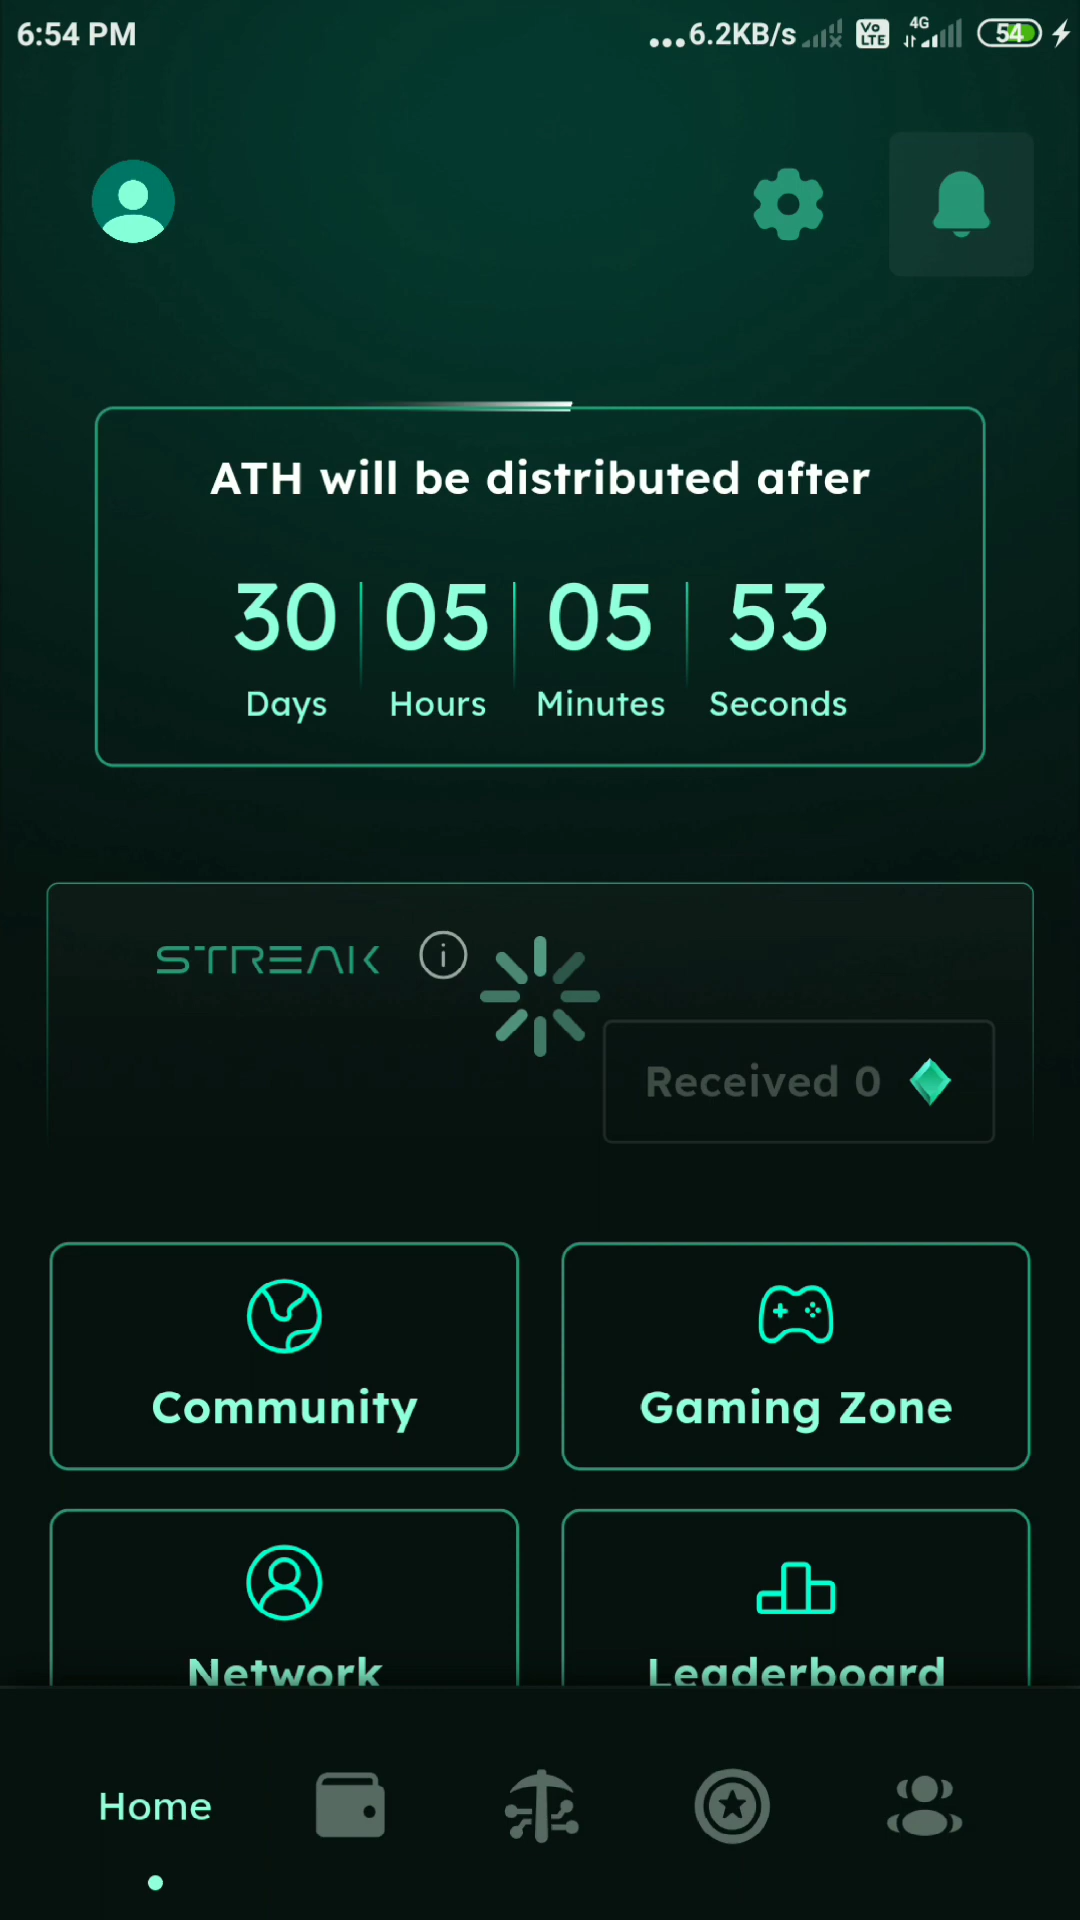 6:54 PM
...6.2KB/s Vo LTE 4G 54
ATH will be distributed after
30 05 05 53
Days Hours Minutes Seconds
STREAK
Received 0
Community Gaming Zone
Network Leaderboard
Home